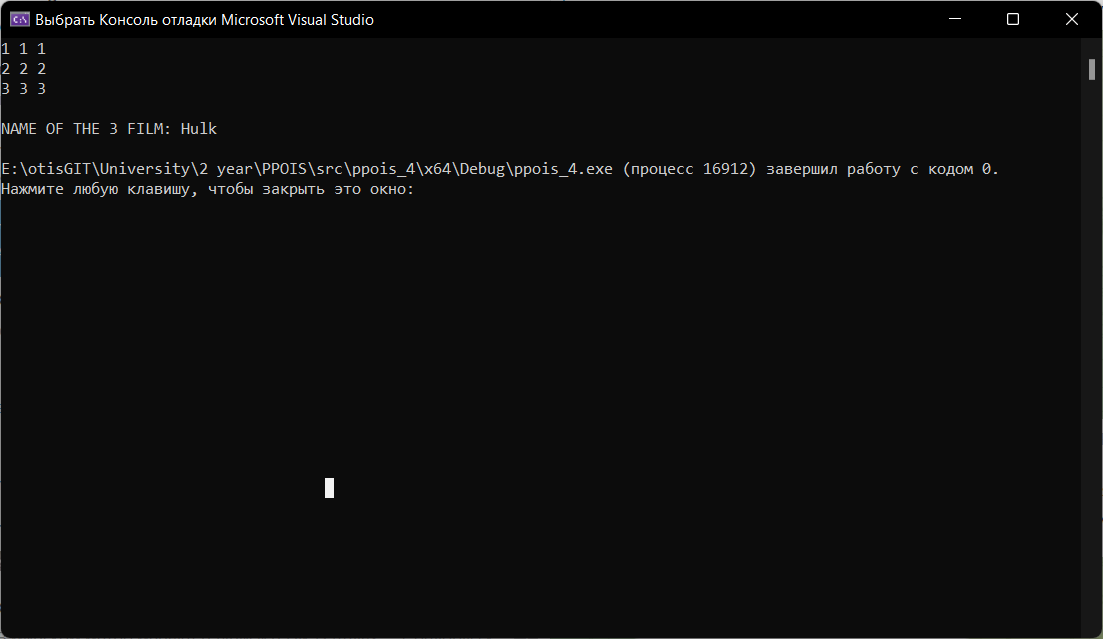 Выбрать Консоль отладки Microsoft Visual Studio
1 1 1
2 2 2
3 3 3
NAME OF THE 3 FILM: Hulk
E:\otisGIT\University\2 year\PPOIS\src\ppois_4\x64\Debug\ppois_4.exe (процесс 16912) завершил работу с кодом 0.
Нажмите любую клавишу, чтобы закрыть это окно: